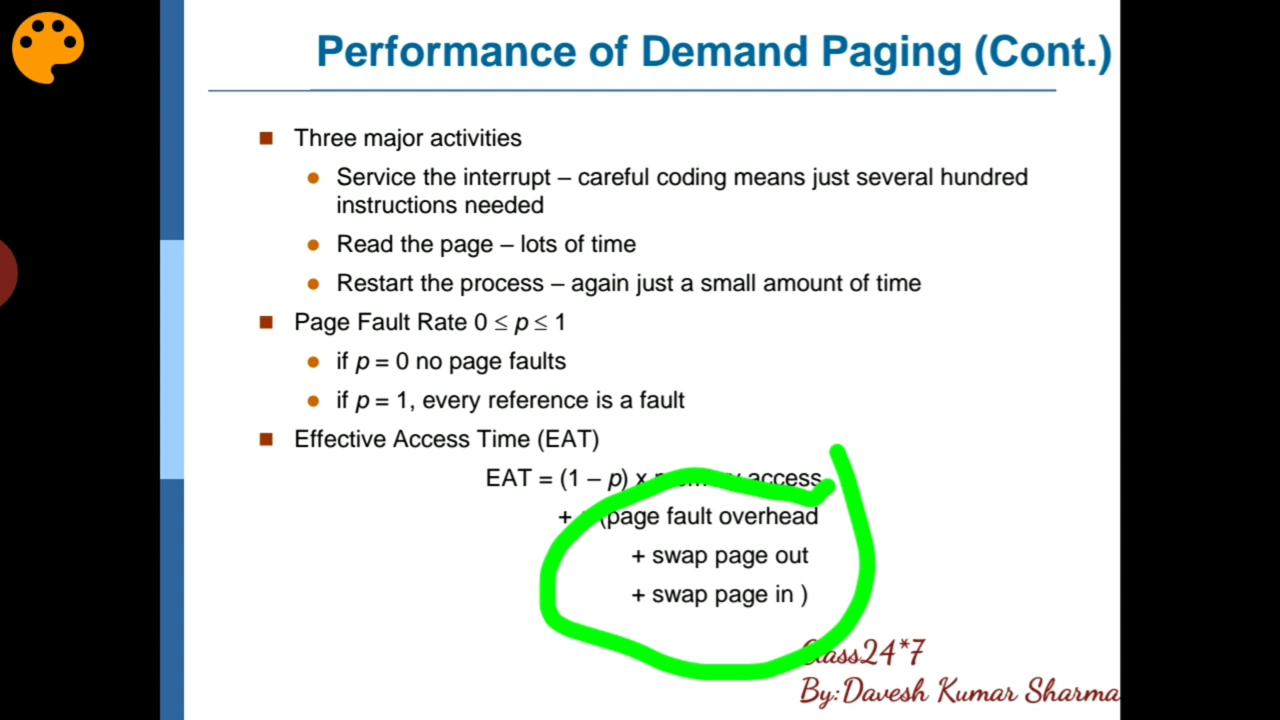 Performance of Demand Paging (Cont.)
Three major activities
Service the interrupt – careful coding means just several hundred
instructions needed
Read the page – lots of time
Restart the process – again just a small amount of time
Page Fault Rate 0 ≤ p ≤ 1
if p = 0 no page faults
if p = 1, every reference is a fault
Effective Access Time (EAT)
EAT = (1 – p) x memory access
+ (page fault overhead
+ swap page out
+ swap page in )
Class24*7
By:Davesh Kumar Sharma